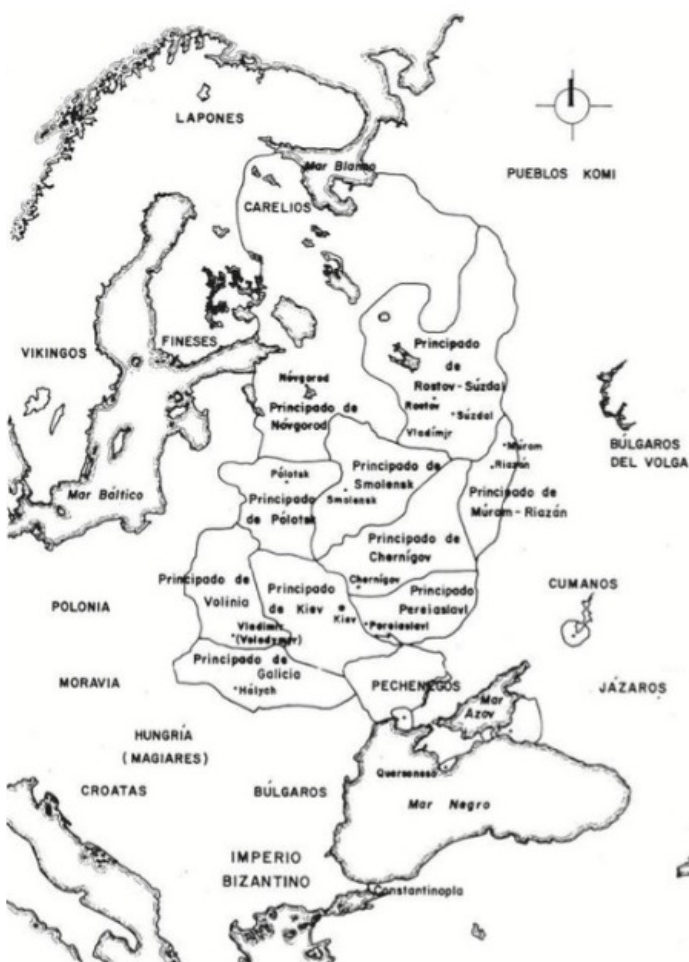 LAPONES
Mar Blanco
PUEBLOS KOMI
CARELIOS
VIKINGOS
FINESES
Principado
de
Rostov-Súzdal
Rostov
Súzdal
Vladímir
Nóvgorod
Principado de
Nóvgorod
Múrom
Riazán
BÚLGAROS
DEL VOLGA
Principado de
Múrom-Riazán
Mar Báltico
Pólotsk
Principado
de Pólotsk
Principado de
Smolensk
Smolensk
Principado de
Chernígov
Chernígov
Principado de
Volinia
Vladímir
(Volodymyr)
Principado
de Kiev
Kiev
Principado
Pereiaslavl
Pereiaslavl
CUMANOS
POLONIA
Principado de
Galicia
Hálych
PECHENEGOS
MORAVIA
Mar
Azov
JÁZAROS
HUNGRÍA
(MAGIARES)
CROATAS
BÚLGAROS
Quersoneso
Mar Negro
IMPERIO
BIZANTINO
Constantinopla